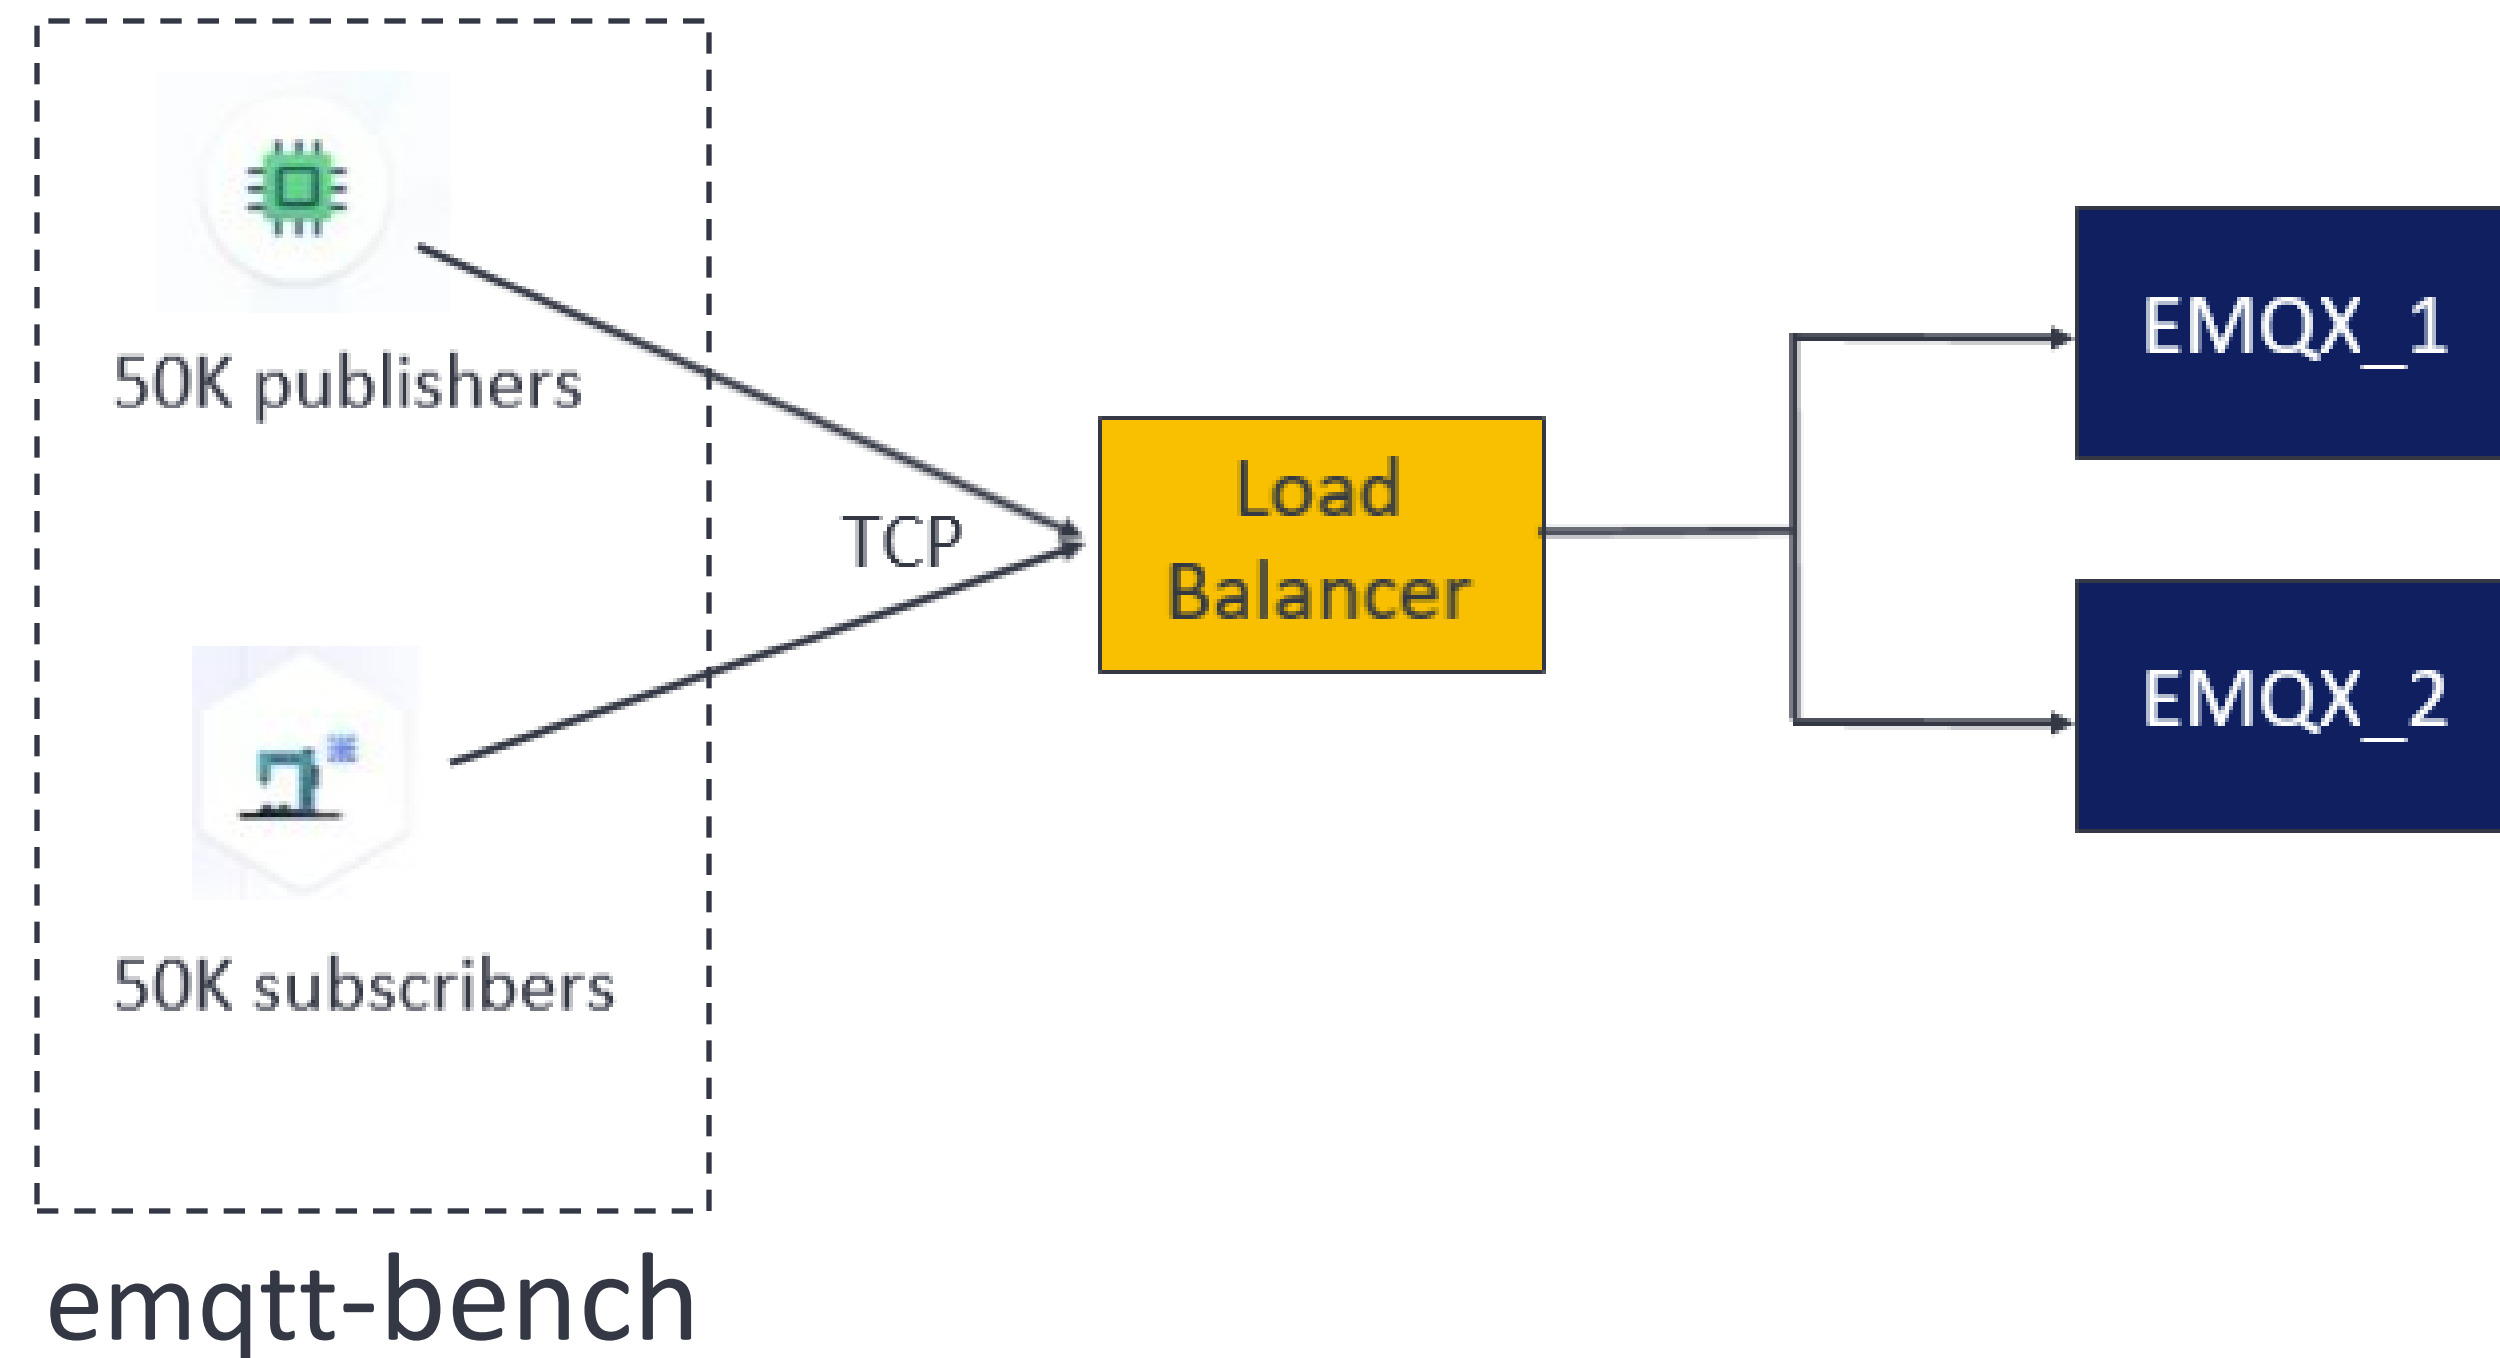 50K publishers
TCP
50K subscribers
emqtt-bench
Load
Balancer
EMQX_1
EMQX_2